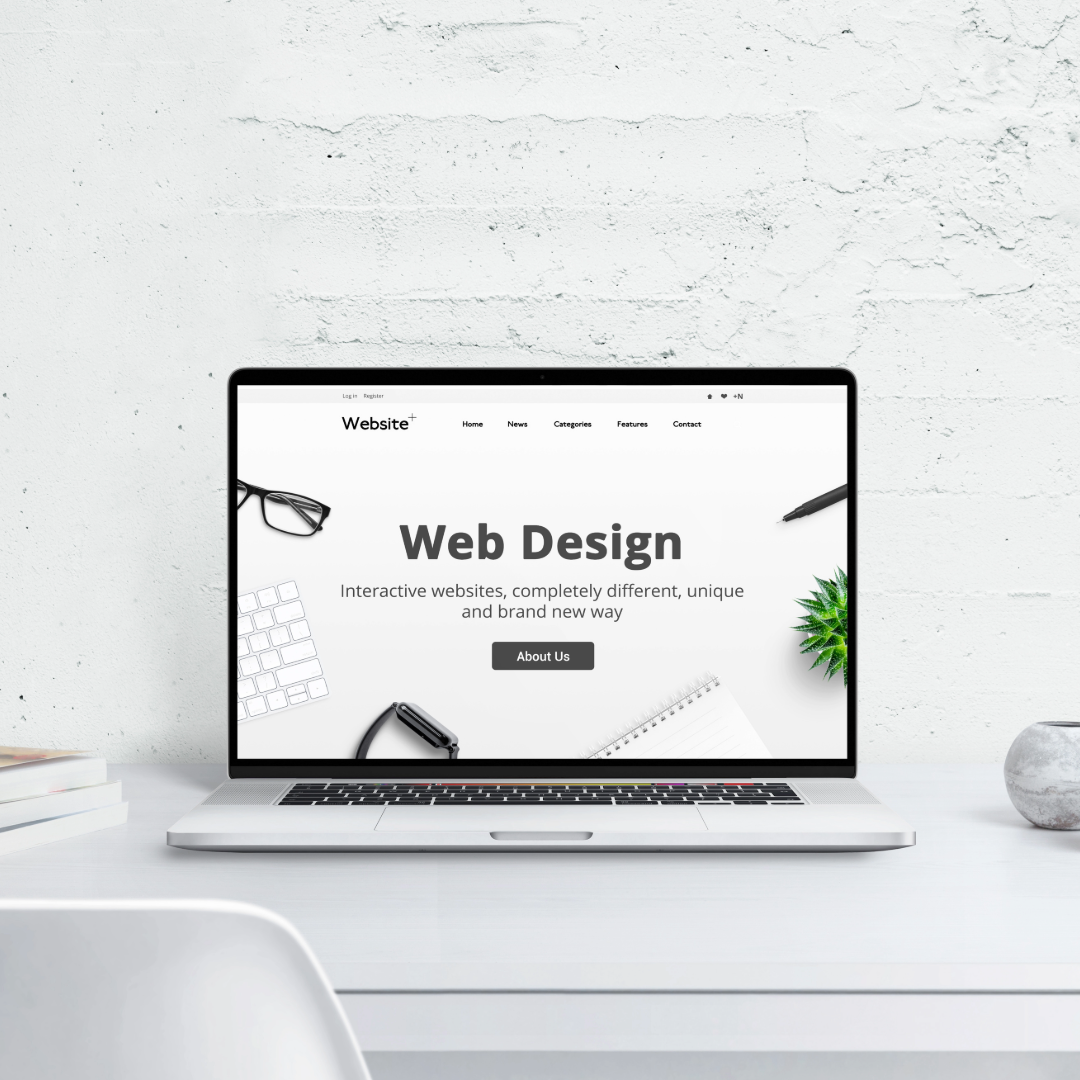 Log in Register
+N
Website+
Home News Categories Features Contact
Web Design
Interactive websites, completely different, unique
and brand new way
About Us